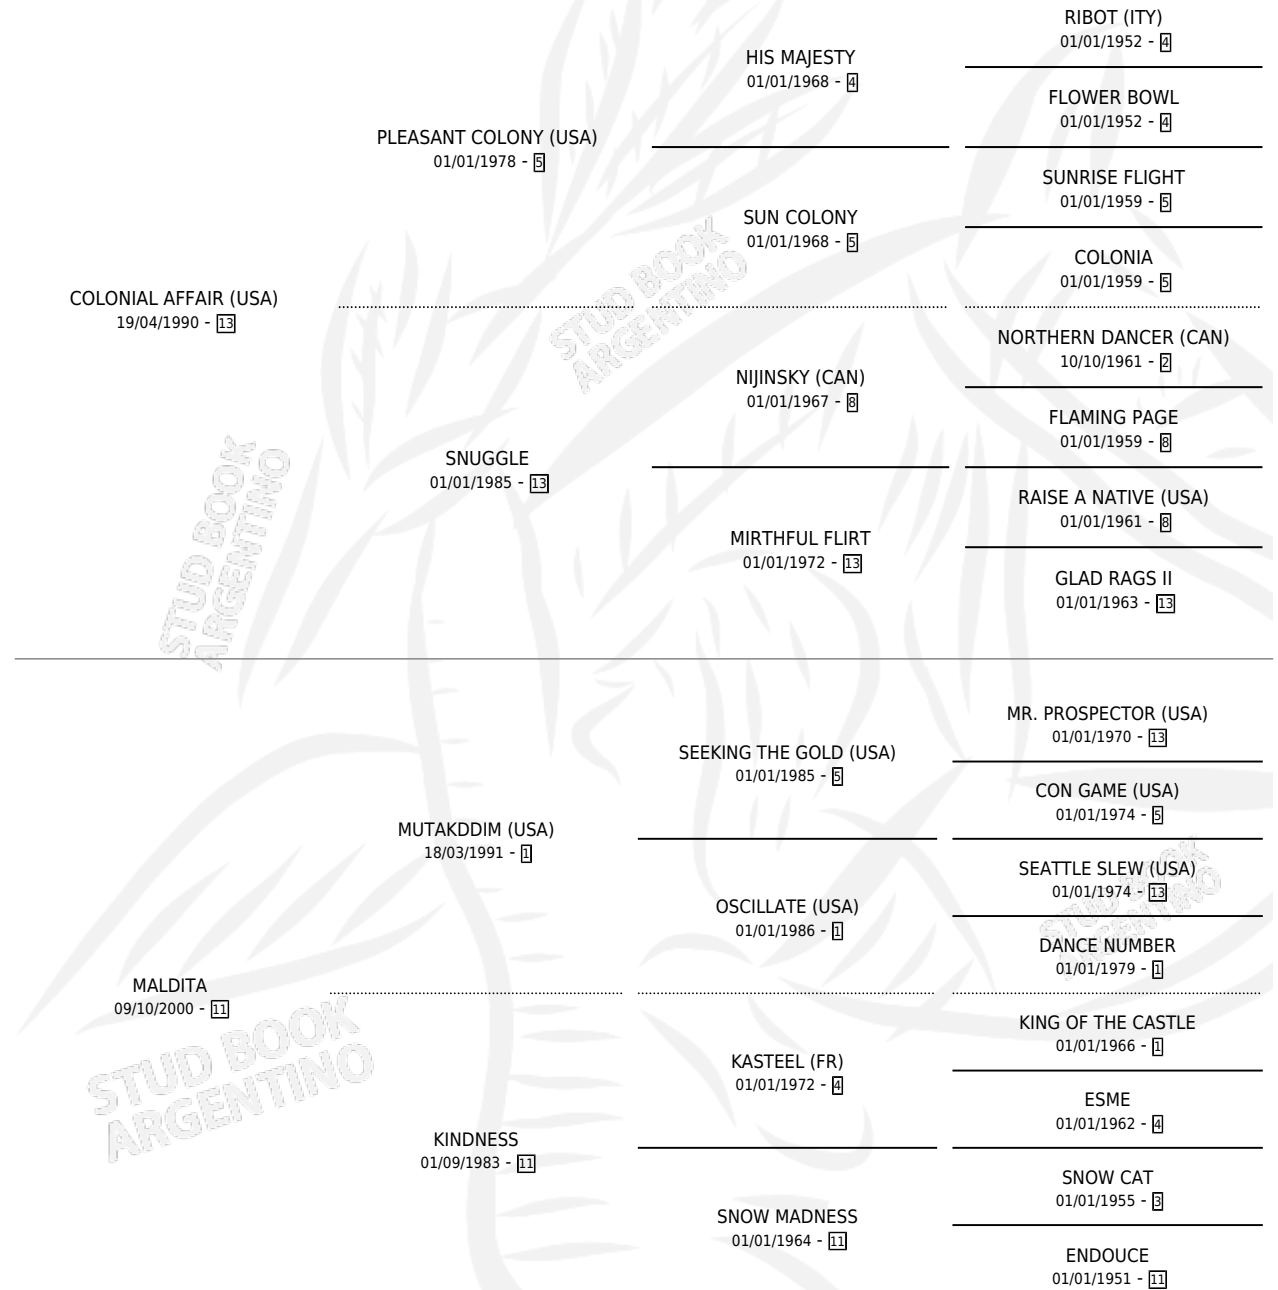 RIBOT (ITY)
01/01/1952 - 4
HIS MAJESTY
01/01/1968 - 4
FLOWER BOWL
01/01/1952 - 4
PLEASANT COLONY (USA)
01/01/1978 - 5
SUNRISE FLIGHT
01/01/1959 - 5
SUN COLONY
01/01/1968 - 5
COLONIA
01/01/1959 - 5
COLONIAL AFFAIR (USA)
19/04/1990 - 13
NORTHERN DANCER (CAN)
10/10/1961 - 2
NIJINSKY (CAN)
01/01/1967 - 8
FLAMING PAGE
01/01/1959 - 8
SNUGGLE
01/01/1985 - 13
RAISE A NATIVE (USA)
01/01/1961 - 8
MIRTHFUL FLIRT
01/01/1972 - 13
GLAD RAGS II
01/01/1963 - 13
STUD BOOK
ARGENTINO
STUD BOOK
ARGENTINO
MR. PROSPECTOR (USA)
01/01/1970 - 13
SEEKING THE GOLD (USA)
01/01/1985 - 5
CON GAME (USA)
01/01/1974 - 5
MUTAKDDIM (USA)
18/03/1991 - 1
SEATTLE SLEW (USA)
01/01/1974 - 13
OSCILLATE (USA)
01/01/1986 - 1
DANCE NUMBER
01/01/1979 - 1
STUD BOOK
ARGENTINO
MALDITA
09/10/2000 - 11
KING OF THE CASTLE
01/01/1966 - 1
KASTEEL (FR)
01/01/1972 - 4
ESME
01/01/1962 - 4
KINDNESS
01/09/1983 - 11
SNOW CAT
01/01/1955 - 3
SNOW MADNESS
01/01/1964 - 11
ENDOUCE
01/01/1951 - 11
STUD BOOK
ARGENTINO